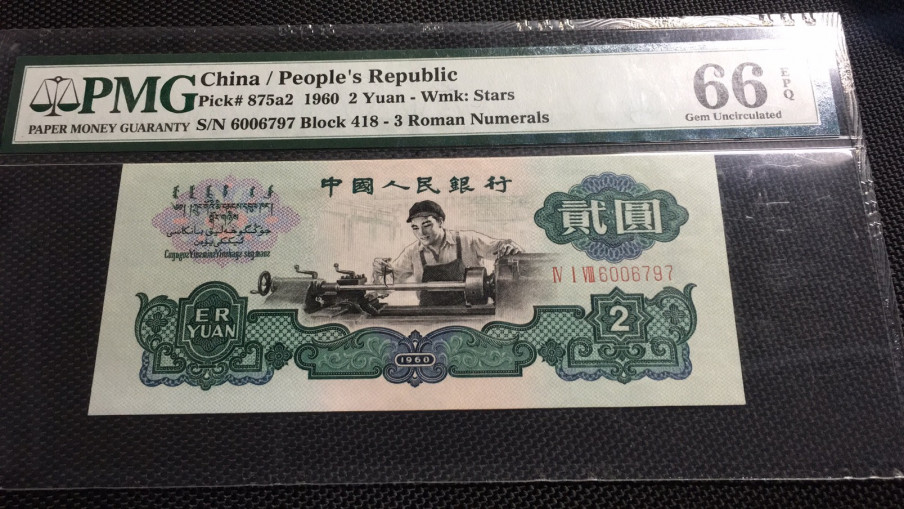 PMG
PAPER MONEY GUARANTY
China / People's Republic
Pick# 875a2 1960 2 Yuan - Wmk: Stars
S/N 6006797 Block 418 - 3 Roman Numerals
66 EPQ
Gem Uncirculated
中國人民銀行
貳圓
IV I VIII 6006797
ER
YUAN
1960
2